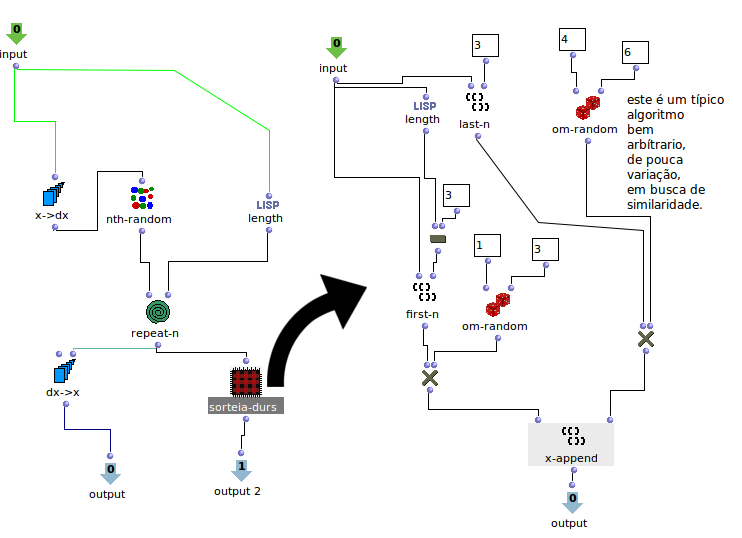 0
input
x->dx
nth-random
LISP
length
repeat-n
dx->x
sorteia-durs
0
output
1
output 2
0
input
3
LISP
length
last-n
4
6
om-random
este é um típico
algoritmo
bem
arbítrario,
de pouca
variação,
em busca de
similaridade.
3
1
3
first-n
om-random
x-append
0
output